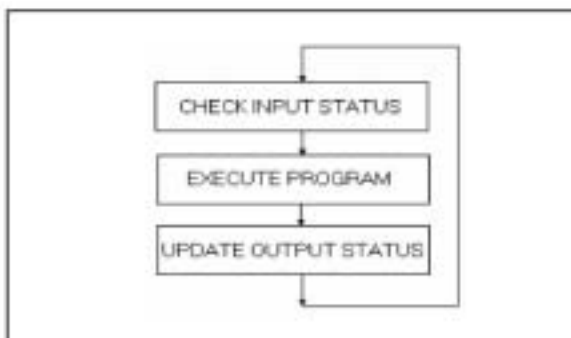 CHECK INPUT STATUS
EXECUTE PROGRAM
UPDATE OUTPUT STATUS